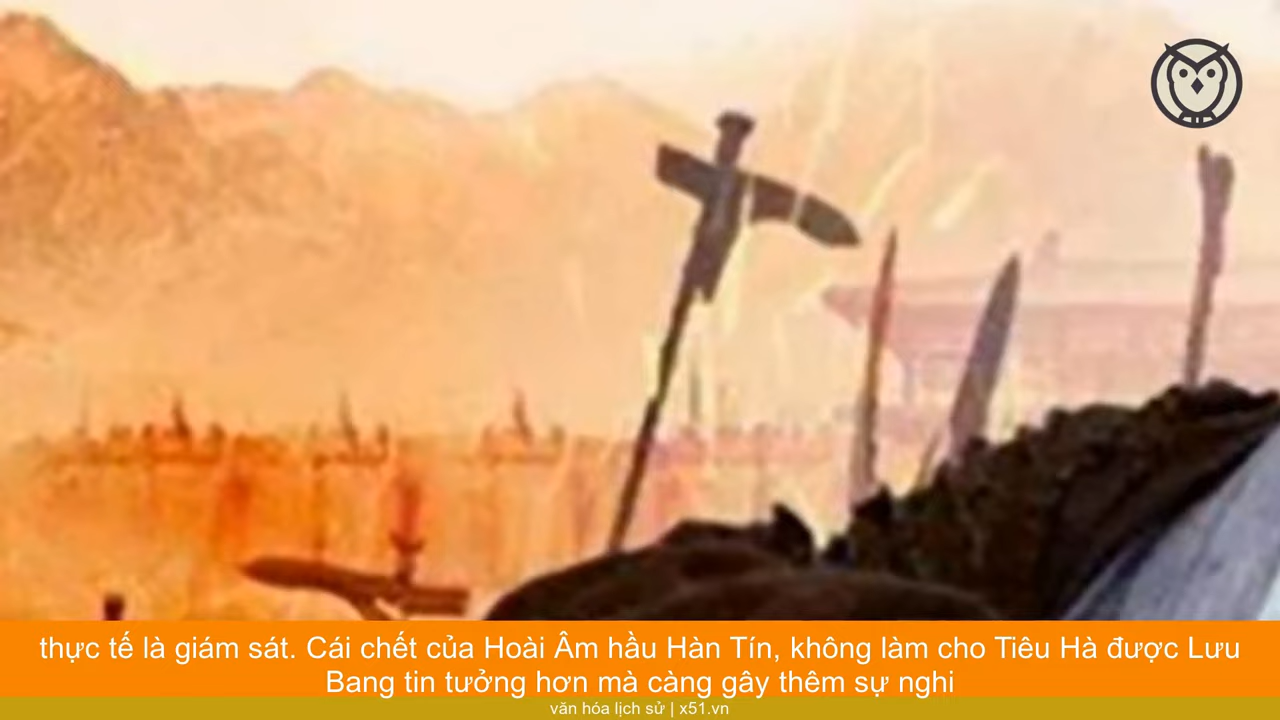 thực tế là giám sát. Cái chết của Hoài Âm hầu Hàn Tín, không làm cho Tiêu Hà được Lưu
Bang tin tưởng hơn mà càng gây thêm sự nghi
văn hóa lịch sử | x51.vn